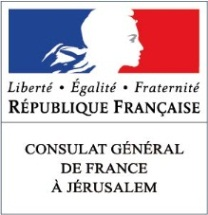 Liberté • Égalité • Fraternité
RÉPUBLIQUE FRANÇAISE
CONSULAT GÉNÉRAL
DE FRANCE
À JÉRUSALEM